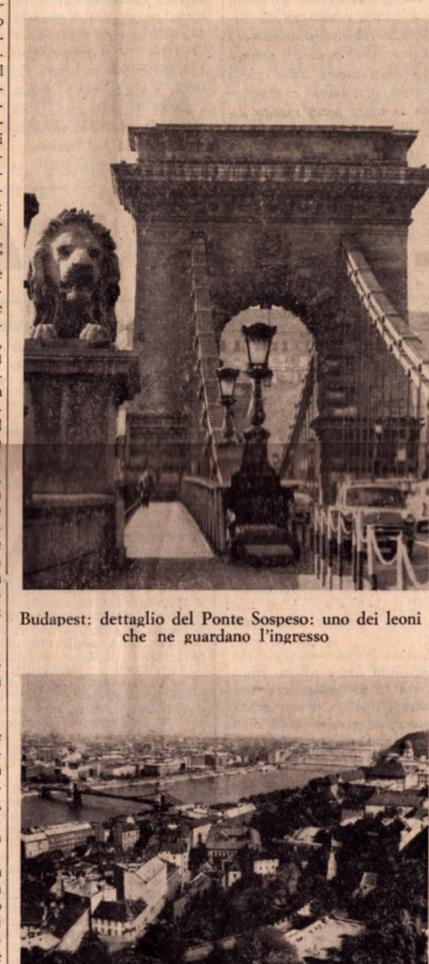 Budapest: dettaglio del Ponte Sospeso: uno dei leoni
che ne guardano l'ingresso